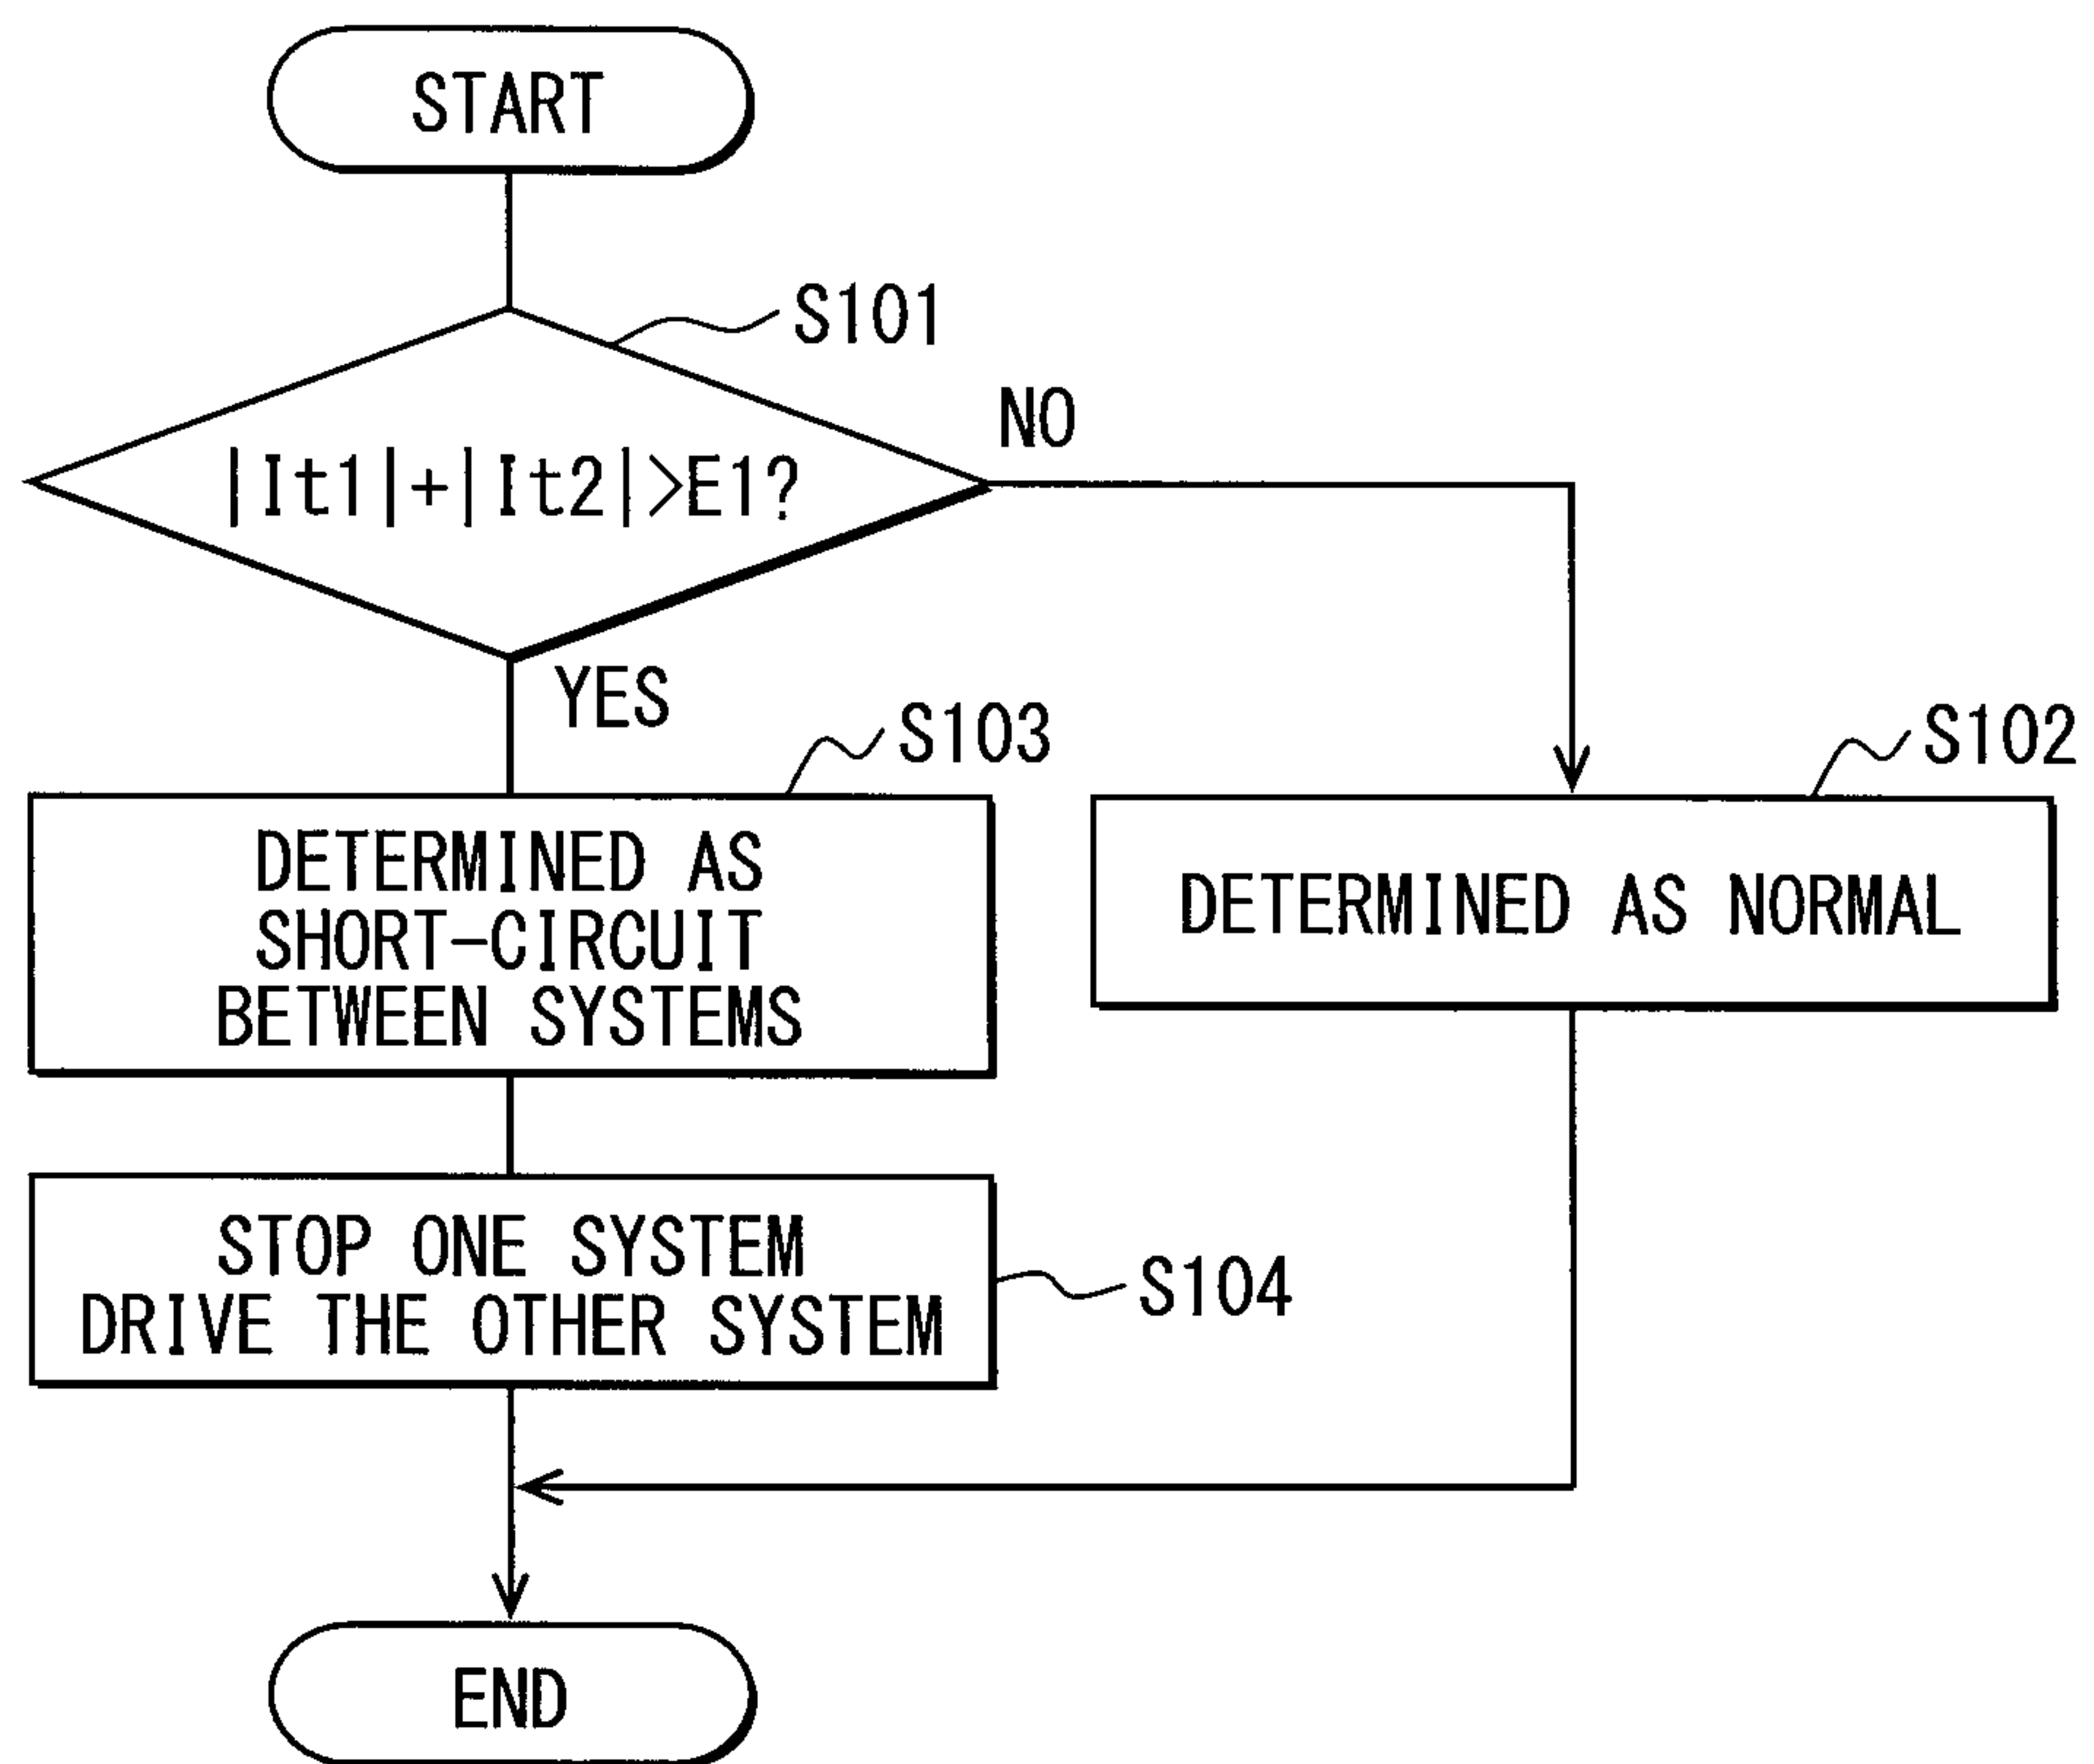 START
S101
|It1|+|It2|>E1?
NO
YES
S103
DETERMINED AS
SHORT-CIRCUIT
BETWEEN SYSTEMS
S102
DETERMINED AS NORMAL
STOP ONE SYSTEM
DRIVE THE OTHER SYSTEM
S104
END